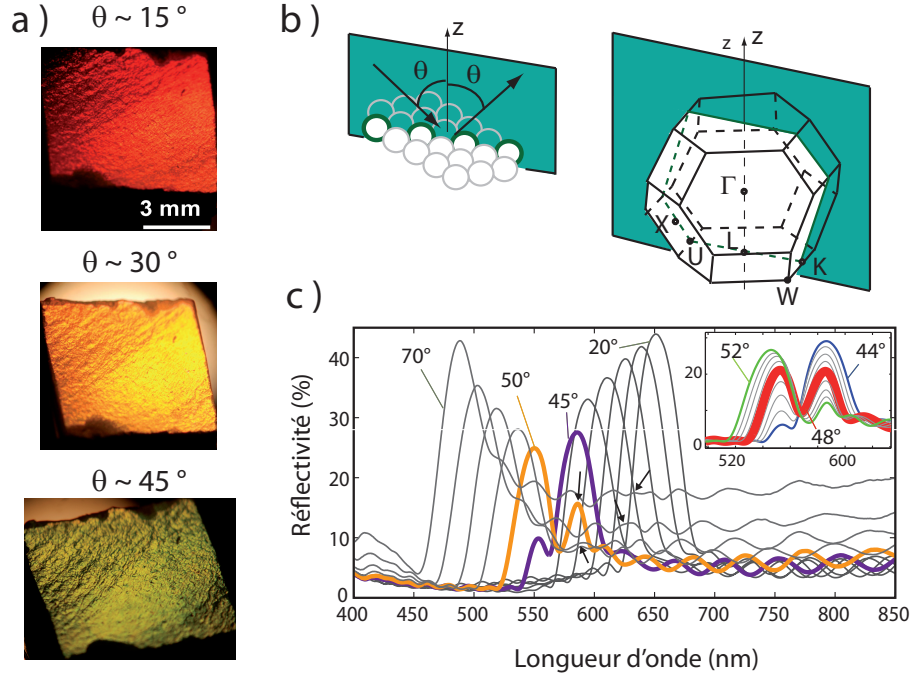 a )
θ ~ 15 °
3 mm
θ ~ 30 °
θ ~ 45 °
b )
z
θ θ
z z
Γ
X
U
L
K
W
c )
Réflectivité (%)
40
30
20
10
0
70°
50°
45°
20°
400 450 500 550 600 650 700 750 800 850
Longueur d'onde (nm)
52°
44°
48°
20
0
520 600